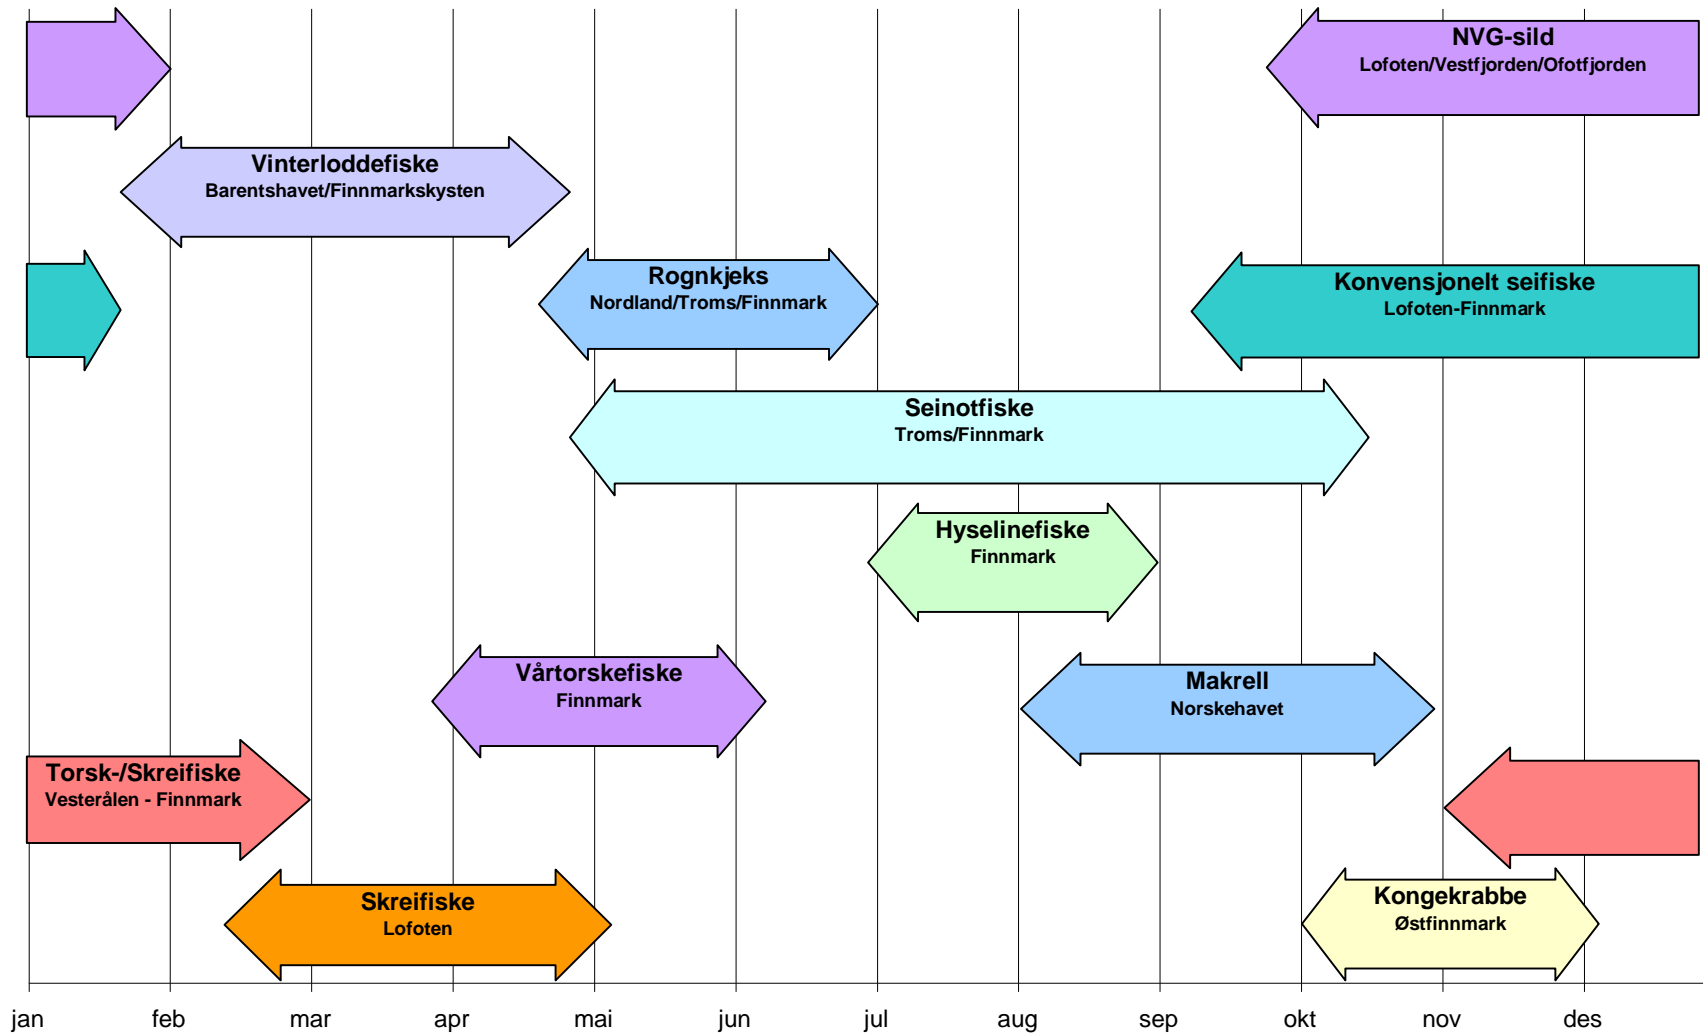 NVG-sild
Lofoten/Vestfjorden/Ofotfjorden
Vinterloddefiske
Barentshavet/Finnmarkskysten
Rognkjeks
Nordland/Troms/Finnmark
Konvensjonelt seifiske
Lofoten-Finnmark
Seinotfiske
Troms/Finnmark
Hyselinefiske
Finnmark
Vårtorskefiske
Finnmark
Makrell
Norskehavet
Torsk-/Skreifiske
Vesterålen - Finnmark
Skreifiske
Lofoten
Kongekrabbe
Østfinnmark
jan feb mar apr mai jun jul aug sep okt nov des